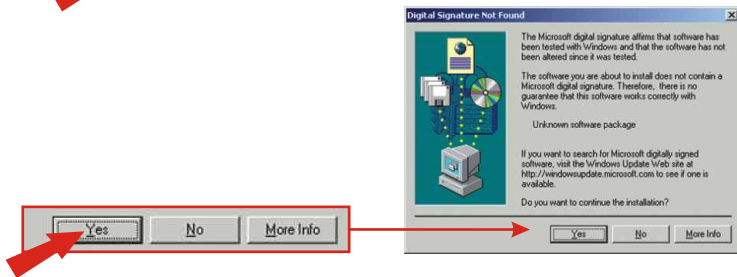 Digital Signature Not Found
The Microsoft digital signature affirms that software has
been tested with Windows and that the software has not
been altered since it was tested.
The software you are about to install does not contain a
Microsoft digital signature. Therefore, there is no
guarantee that this software works correctly with
Windows.
Unknown software package
If you want to search for Microsoft digitally signed
software, visit the Windows Update Web site at
http://windowsupdate.microsoft.com to see if one is
available.
Do you want to continue the installation?
Yes No More Info
Yes No More Info